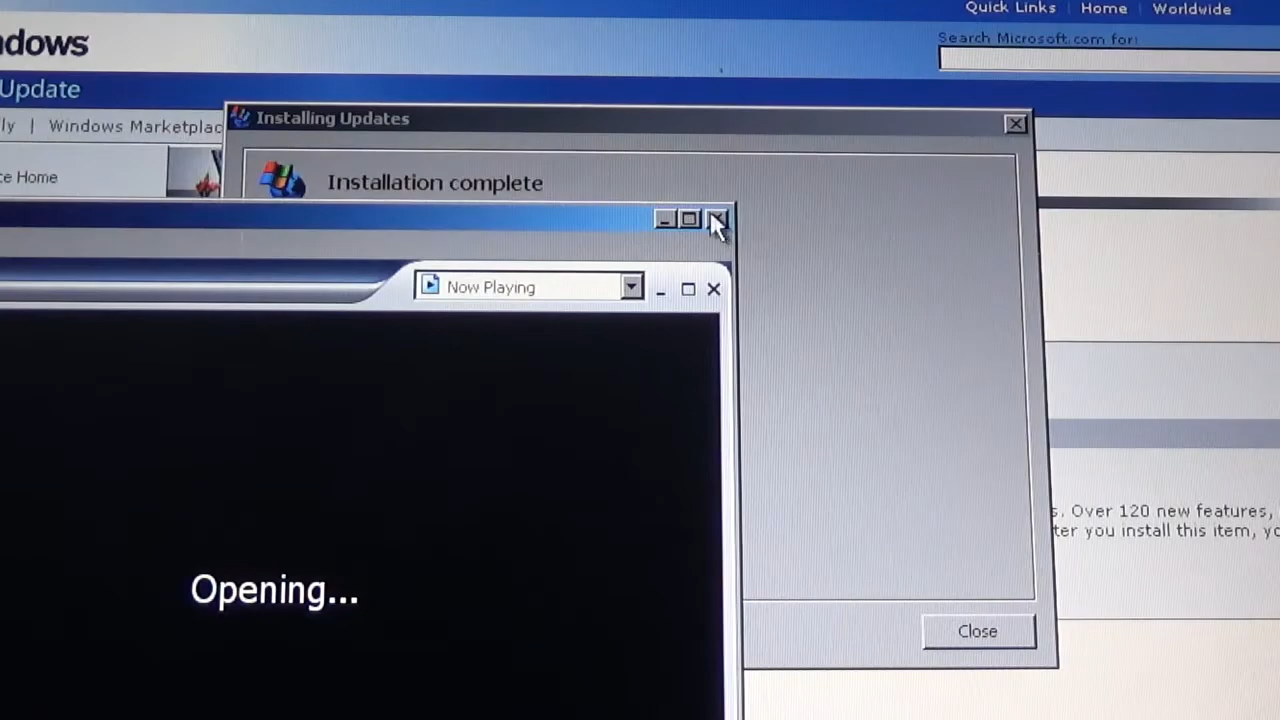 Quick Links | Home | Worldwide
ndows
Search Microsoft.com for:
Update
ly | Windows Marketplac
Installing Updates
ce Home
Installation complete
Now Playing
s. Over 120 new features,
ter you install this item, yo
Opening...
Close